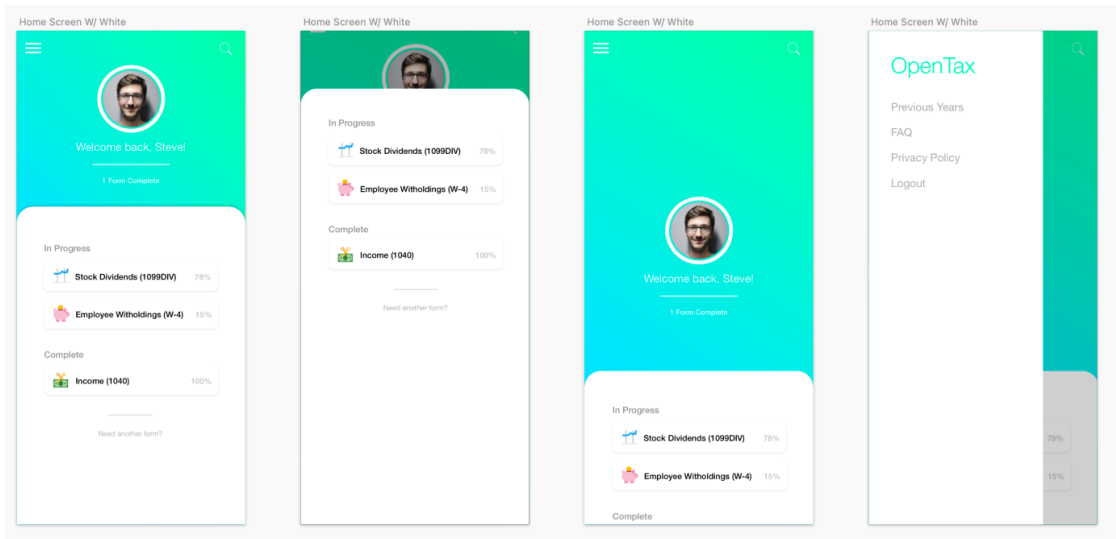 Home Screen W/ White
Welcome back, Steve!
1 Form Complete
In Progress
Stock Dividends (1099DIV) 78%
Employee Witholdings (W-4) 15%
Complete
Income (1040) 100%
Need another form?
Home Screen W/ White
In Progress
Stock Dividends (1099DIV) 78%
Employee Witholdings (W-4) 15%
Complete
Income (1040) 100%
Need another form?
Home Screen W/ White
Welcome back, Steve!
1 Form Complete
In Progress
Stock Dividends (1099DIV) 78%
Employee Witholdings (W-4) 15%
Complete
Home Screen W/ White
OpenTax
Previous Years
FAQ
Privacy Policy
Logout
78%
15%